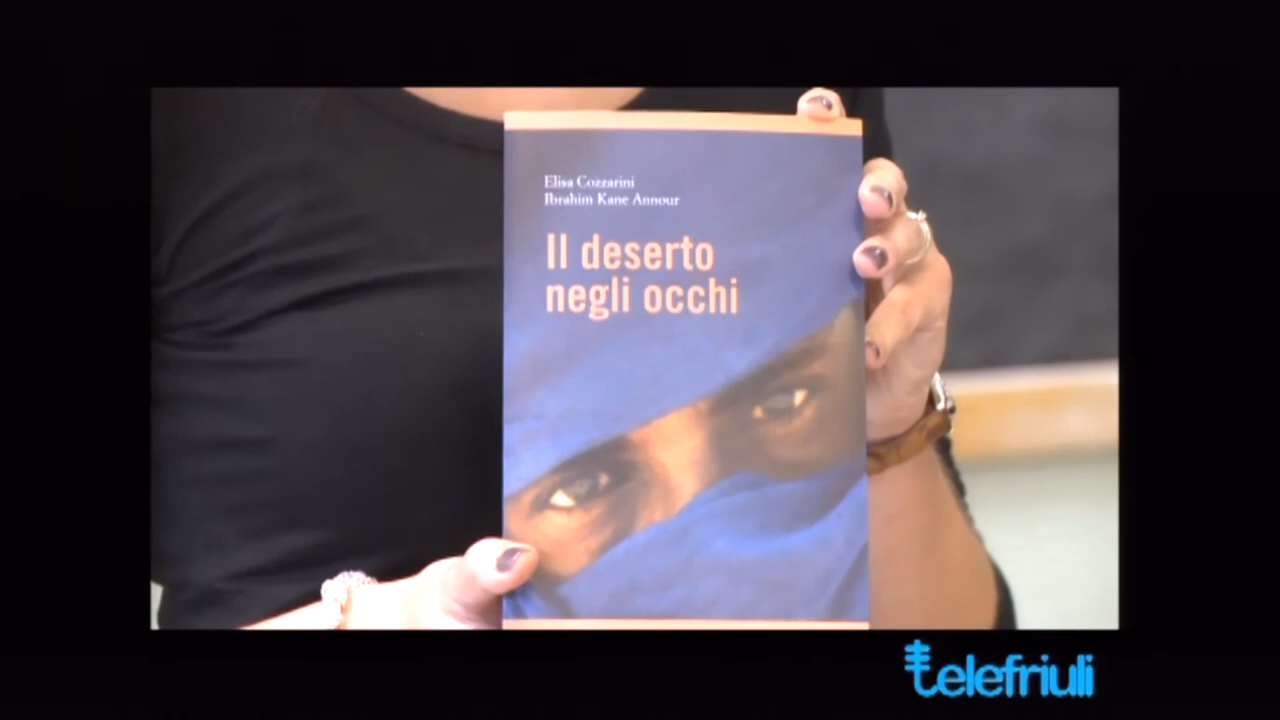 Elisa Cozzarini
Ibrahim Kane Annour
Il deserto
negli occhi
telefriuli